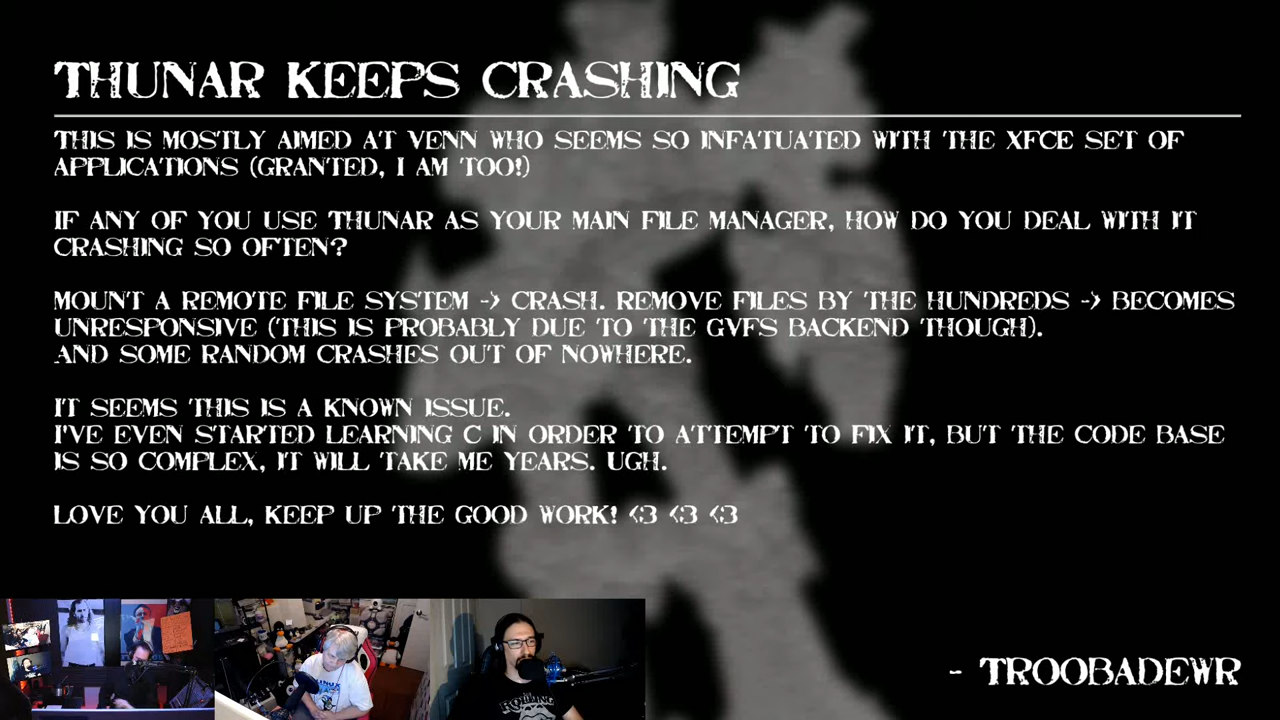 THUNAR KEEPS CRASHING
THIS IS MOSTLY AIMED AT VENN WHO SEEMS SO INFATUATED WITH THE XFCE SET OF
APPLICATIONS (GRANTED, I AM TOO!)
IF ANY OF YOU USE THUNAR AS YOUR MAIN FILE MANAGER, HOW DO YOU DEAL WITH IT
CRASHING SO OFTEN?
MOUNT A REMOTE FILE SYSTEM -> CRASH. REMOVE FILES BY THE HUNDREDS -> BECOMES
UNRESPONSIVE (THIS IS PROBABLY DUE TO THE GVFS BACKEND THOUGH).
AND SOME RANDOM CRASHES OUT OF NOWHERE.
IT SEEMS THIS IS A KNOWN ISSUE.
I'VE EVEN STARTED LEARNING C IN ORDER TO ATTEMPT TO FIX IT, BUT THE CODE BASE
IS SO COMPLEX, IT WILL TAKE ME YEARS. UGH.
LOVE YOU ALL, KEEP UP THE GOOD WORK! <3 <3 <3
- TROOBADEWR